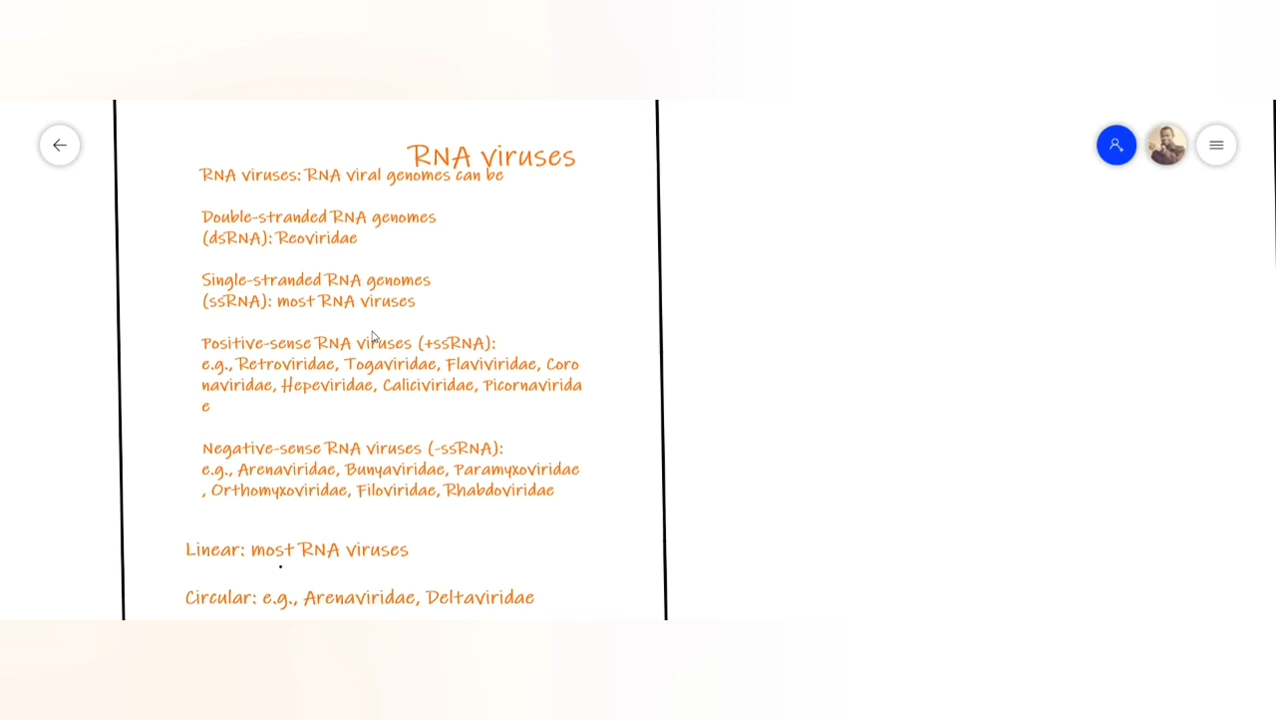 RNA viruses
RNA viruses: RNA viral genomes can be
Double-stranded RNA genomes
(dsRNA): Reoviridae
Single-stranded RNA genomes
(ssRNA): most RNA viruses
Positive-sense RNA viruses (+ssRNA):
e.g., Retroviridae, Togaviridae, Flaviviridae, Coro
naviridae, Hepeviridae, Caliciviridae, Picornavirida
e
Negative-sense RNA viruses (-ssRNA):
e.g., Arenaviridae, Bunyaviridae, Paramyxoviridae
, Orthomyxoviridae, Filoviridae, Rhabdoviridae
Linear: most RNA viruses
Circular: e.g., Arenaviridae, Deltaviridae